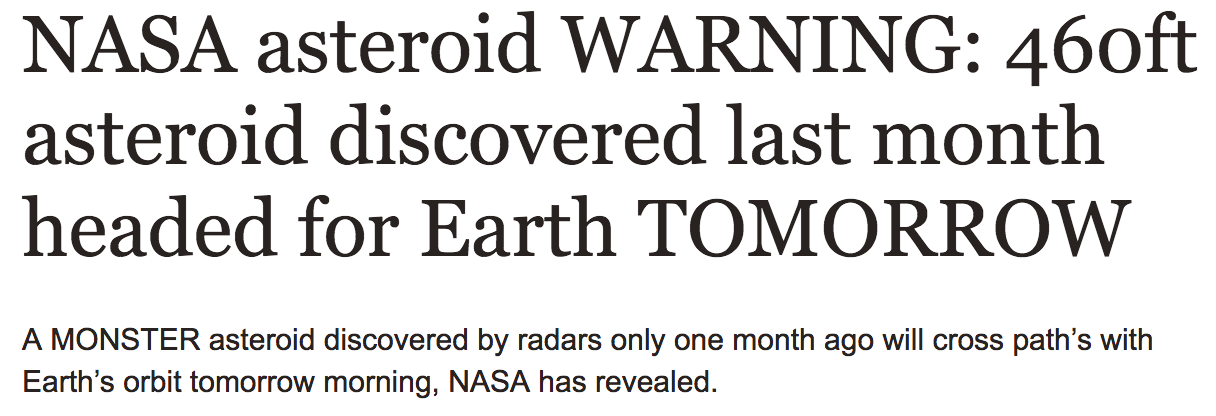 NASA asteroid WARNING: 460ft
asteroid discovered last month
headed for Earth TOMORROW
A MONSTER asteroid discovered by radars only one month ago will cross path’s with
Earth’s orbit tomorrow morning, NASA has revealed.